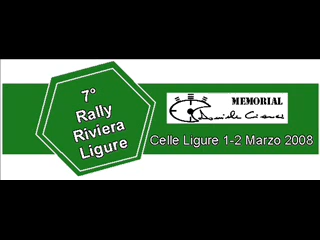 7°
Rally
Riviera
Ligure
MEMORIAL
Celle Ligure 1-2 Marzo 2008